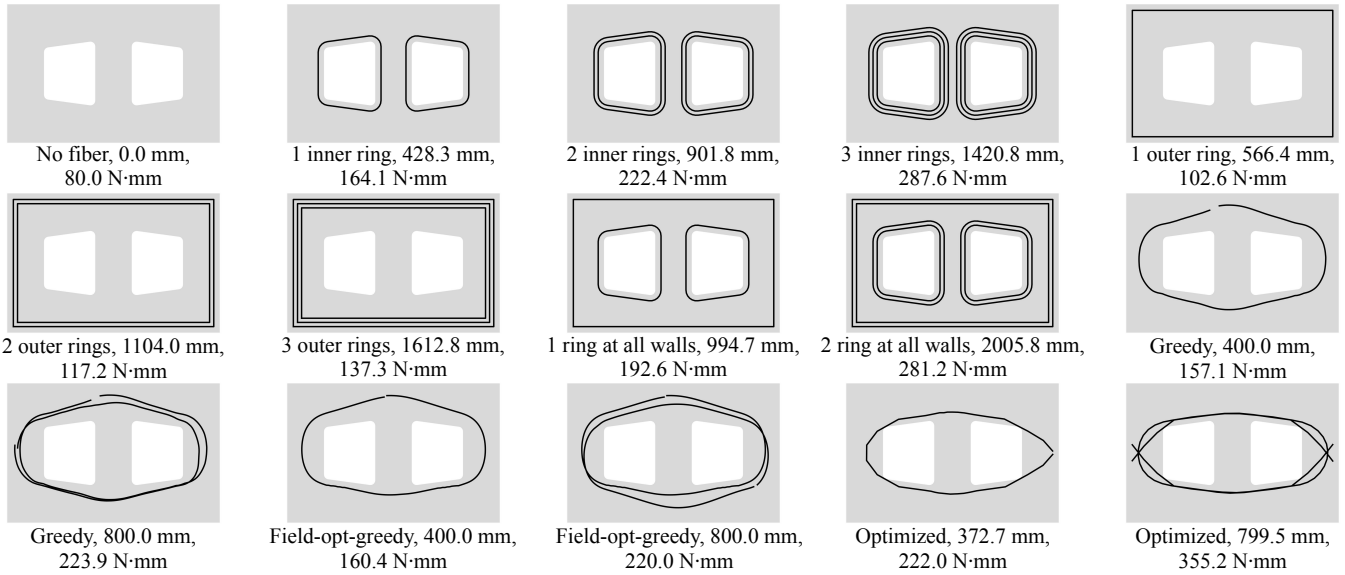 No fiber, 0.0 mm,
80.0 N·mm
1 inner ring, 428.3 mm,
164.1 N·mm
2 inner rings, 901.8 mm,
222.4 N·mm
3 inner rings, 1420.8 mm,
287.6 N·mm
1 outer ring, 566.4 mm,
102.6 N·mm
2 outer rings, 1104.0 mm,
117.2 N·mm
3 outer rings, 1612.8 mm,
137.3 N·mm
1 ring at all walls, 994.7 mm,
192.6 N·mm
2 ring at all walls, 2005.8 mm,
281.2 N·mm
Greedy, 400.0 mm,
157.1 N·mm
Greedy, 800.0 mm,
223.9 N·mm
Field-opt-greedy, 400.0 mm,
160.4 N·mm
Field-opt-greedy, 800.0 mm,
220.0 N·mm
Optimized, 372.7 mm,
222.0 N·mm
Optimized, 799.5 mm,
355.2 N·mm